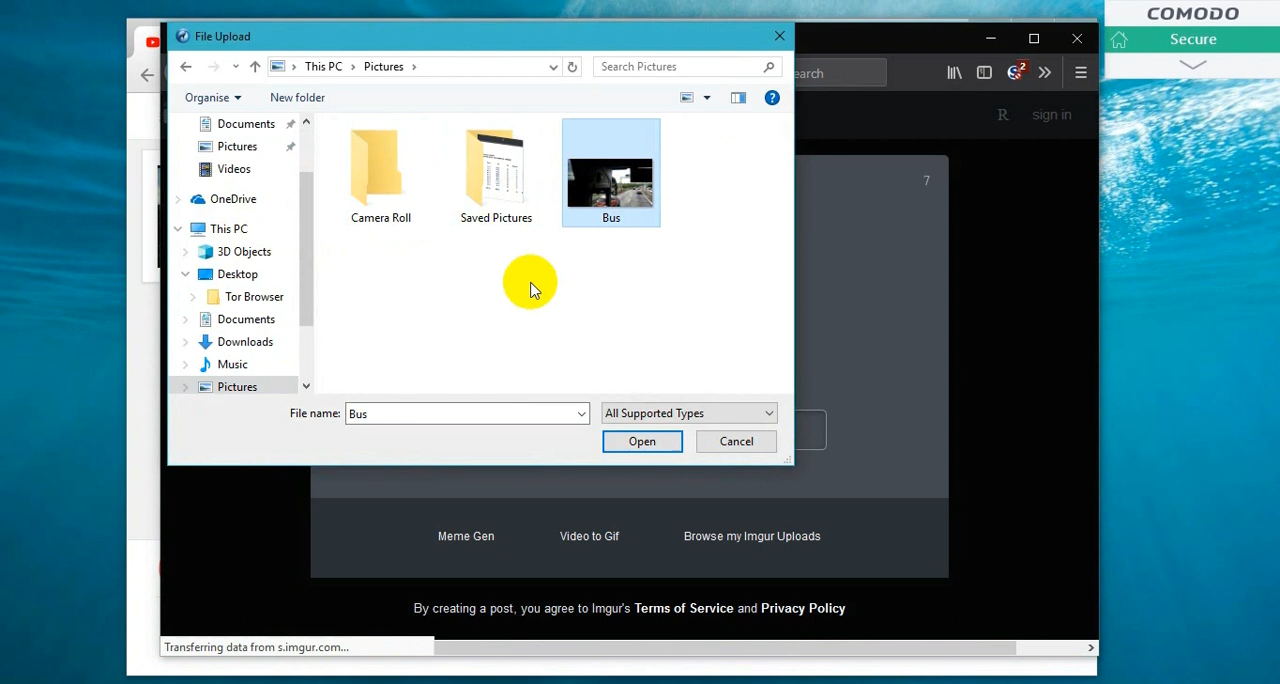 COMODO
Secure
File Upload
This PC > Pictures >
Search Pictures
earch
2
Organise
New folder
?
R
sign in
Documents
Pictures
Videos
OneDrive
This PC
3D Objects
Desktop
Tor Browser
Documents
Downloads
Music
Pictures
Camera Roll
Saved Pictures
Bus
7
File name:
Bus
All Supported Types
Open
Cancel
Meme Gen
Video to Gif
Browse my Imgur Uploads
By creating a post, you agree to Imgur's Terms of Service and Privacy Policy
Transferring data from s.imgur.com...